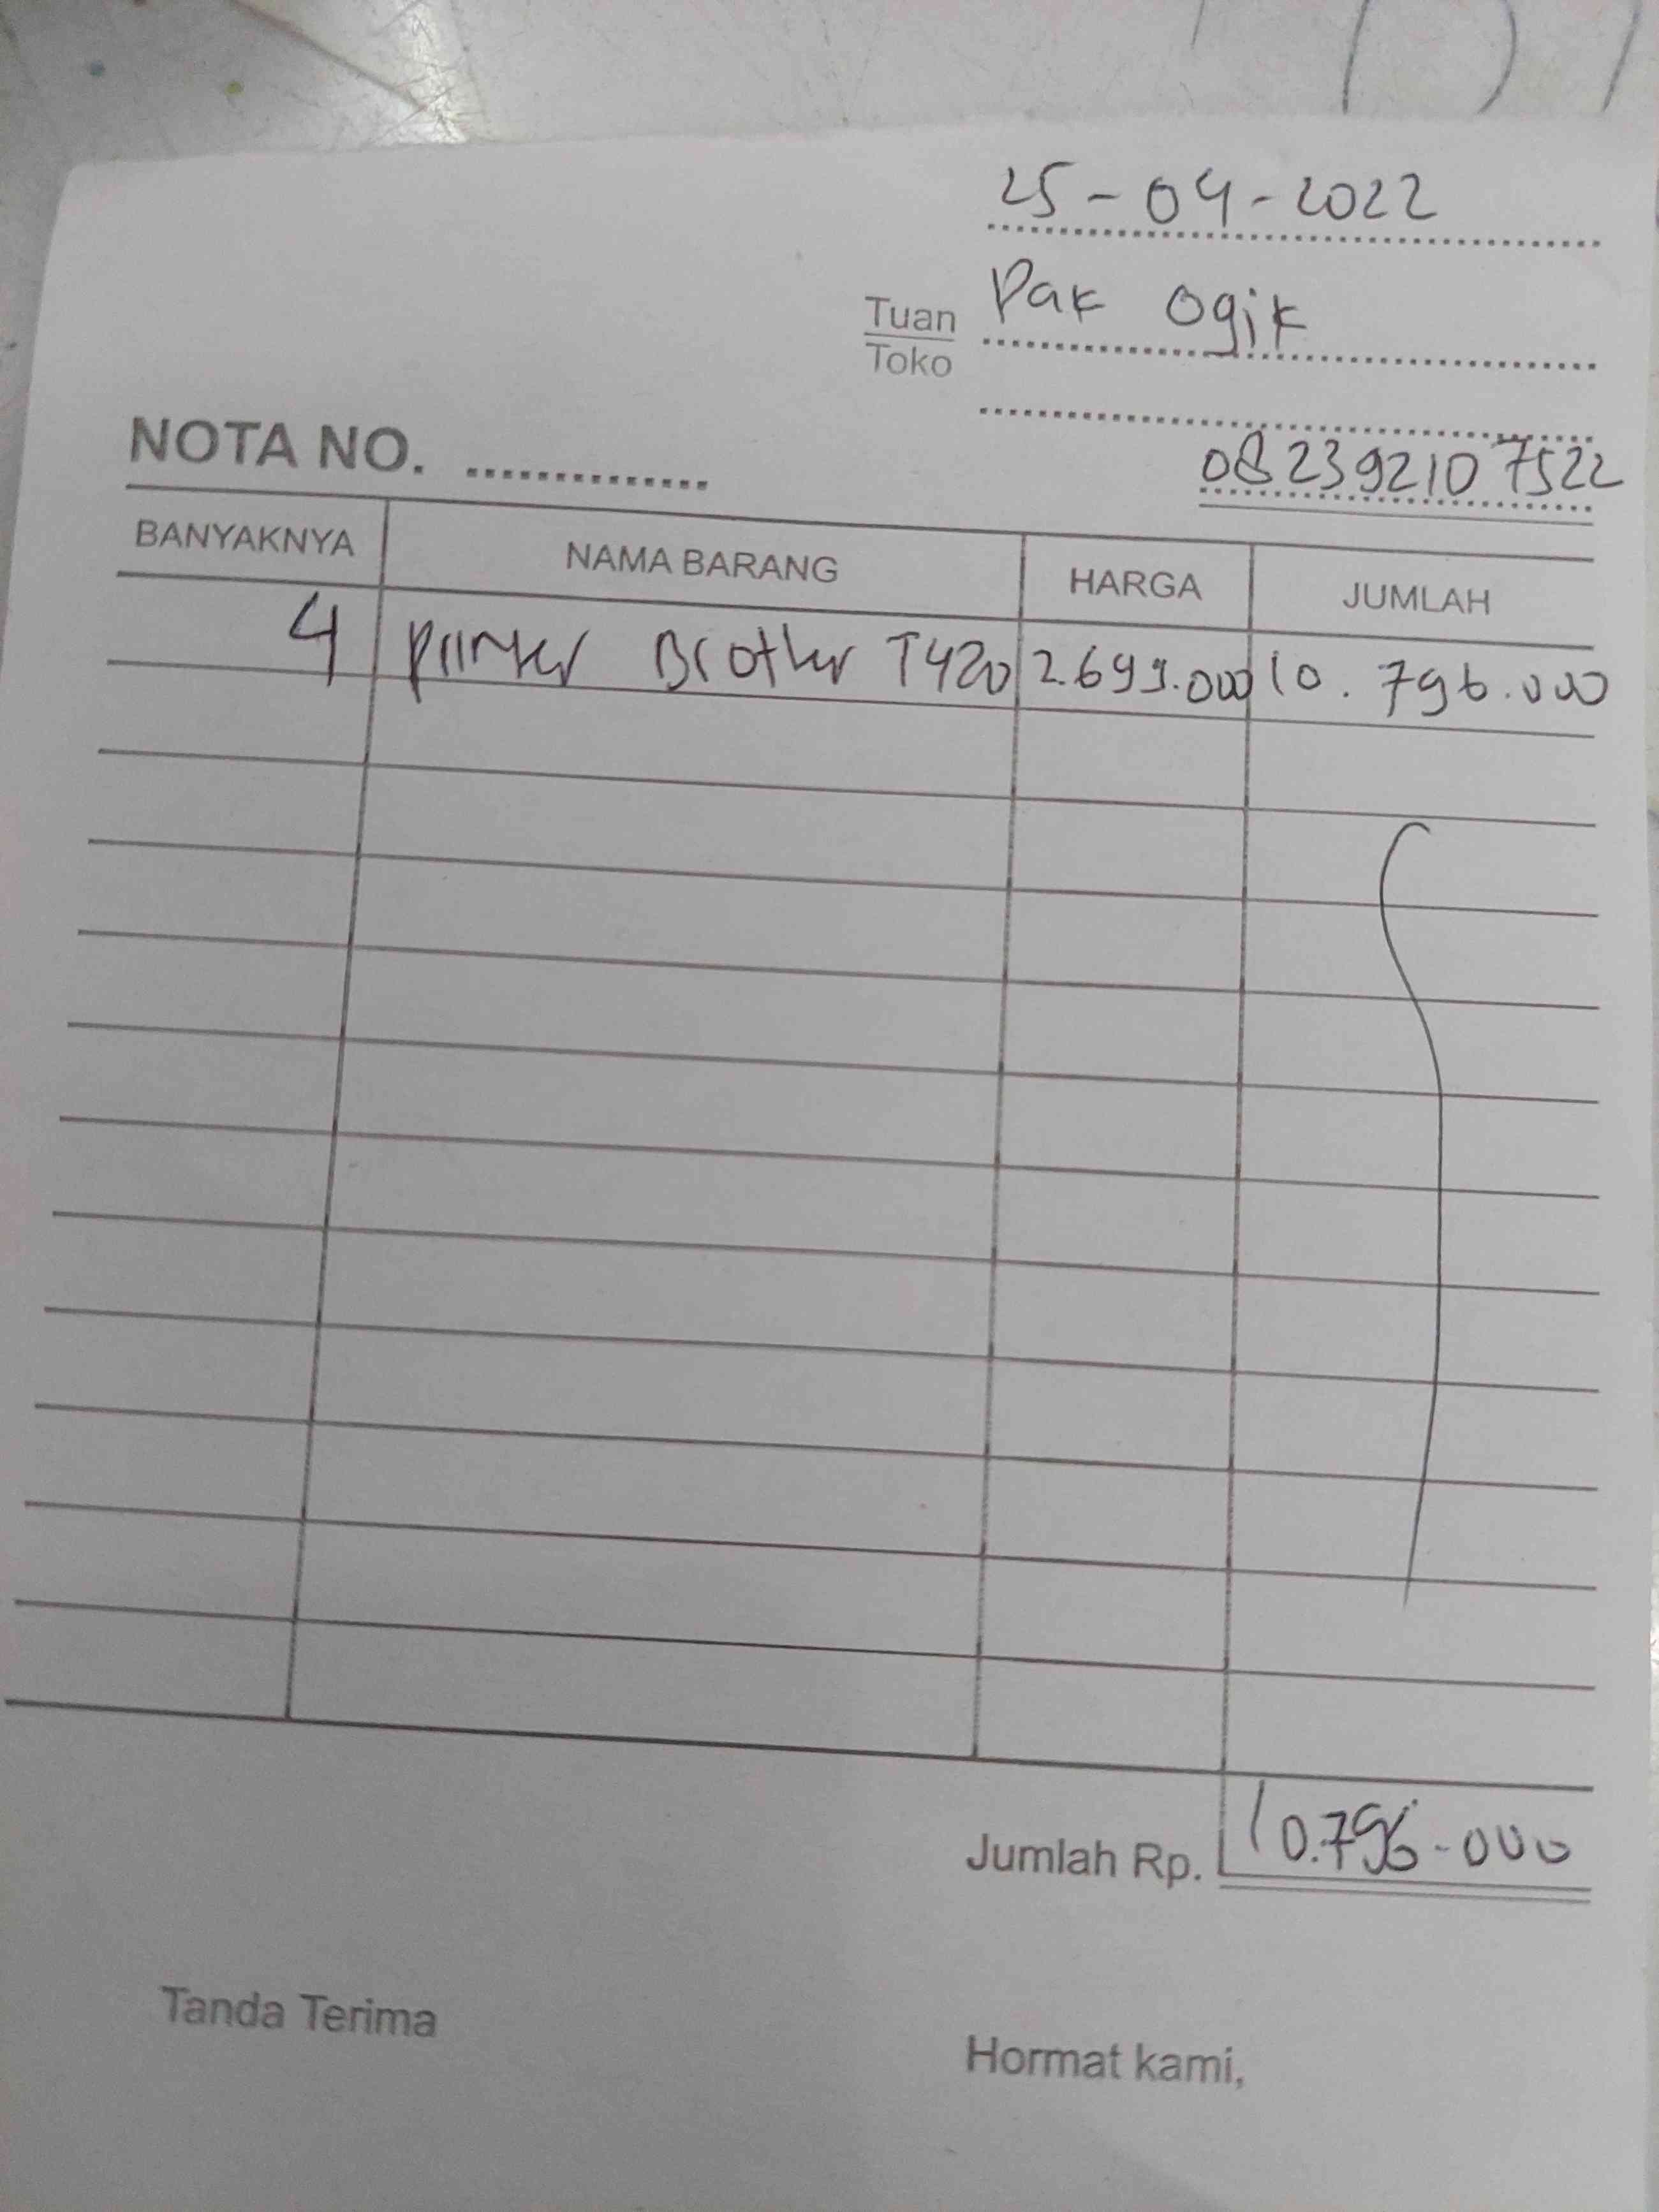 25-04-2022
Tuan Pak Ogik
Toko
NOTA NO. ..............
082392107522
BANYAKNYA NAMA BARANG HARGA JUMLAH
4 Printer Brother T420 2.699.000 10.796.000
Jumlah Rp. 10.796-000
Tanda Terima
Hormat kami,